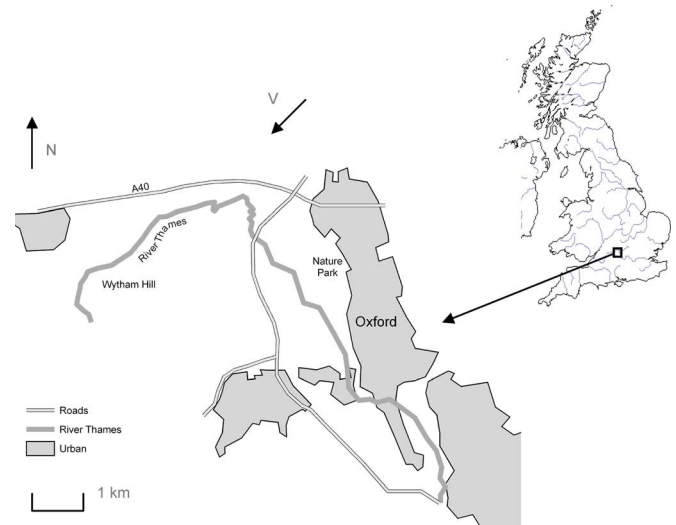 V
N
A40
River Thames
Nature
Park
Wytham Hill
Oxford
Roads
River Thames
Urban
1 km